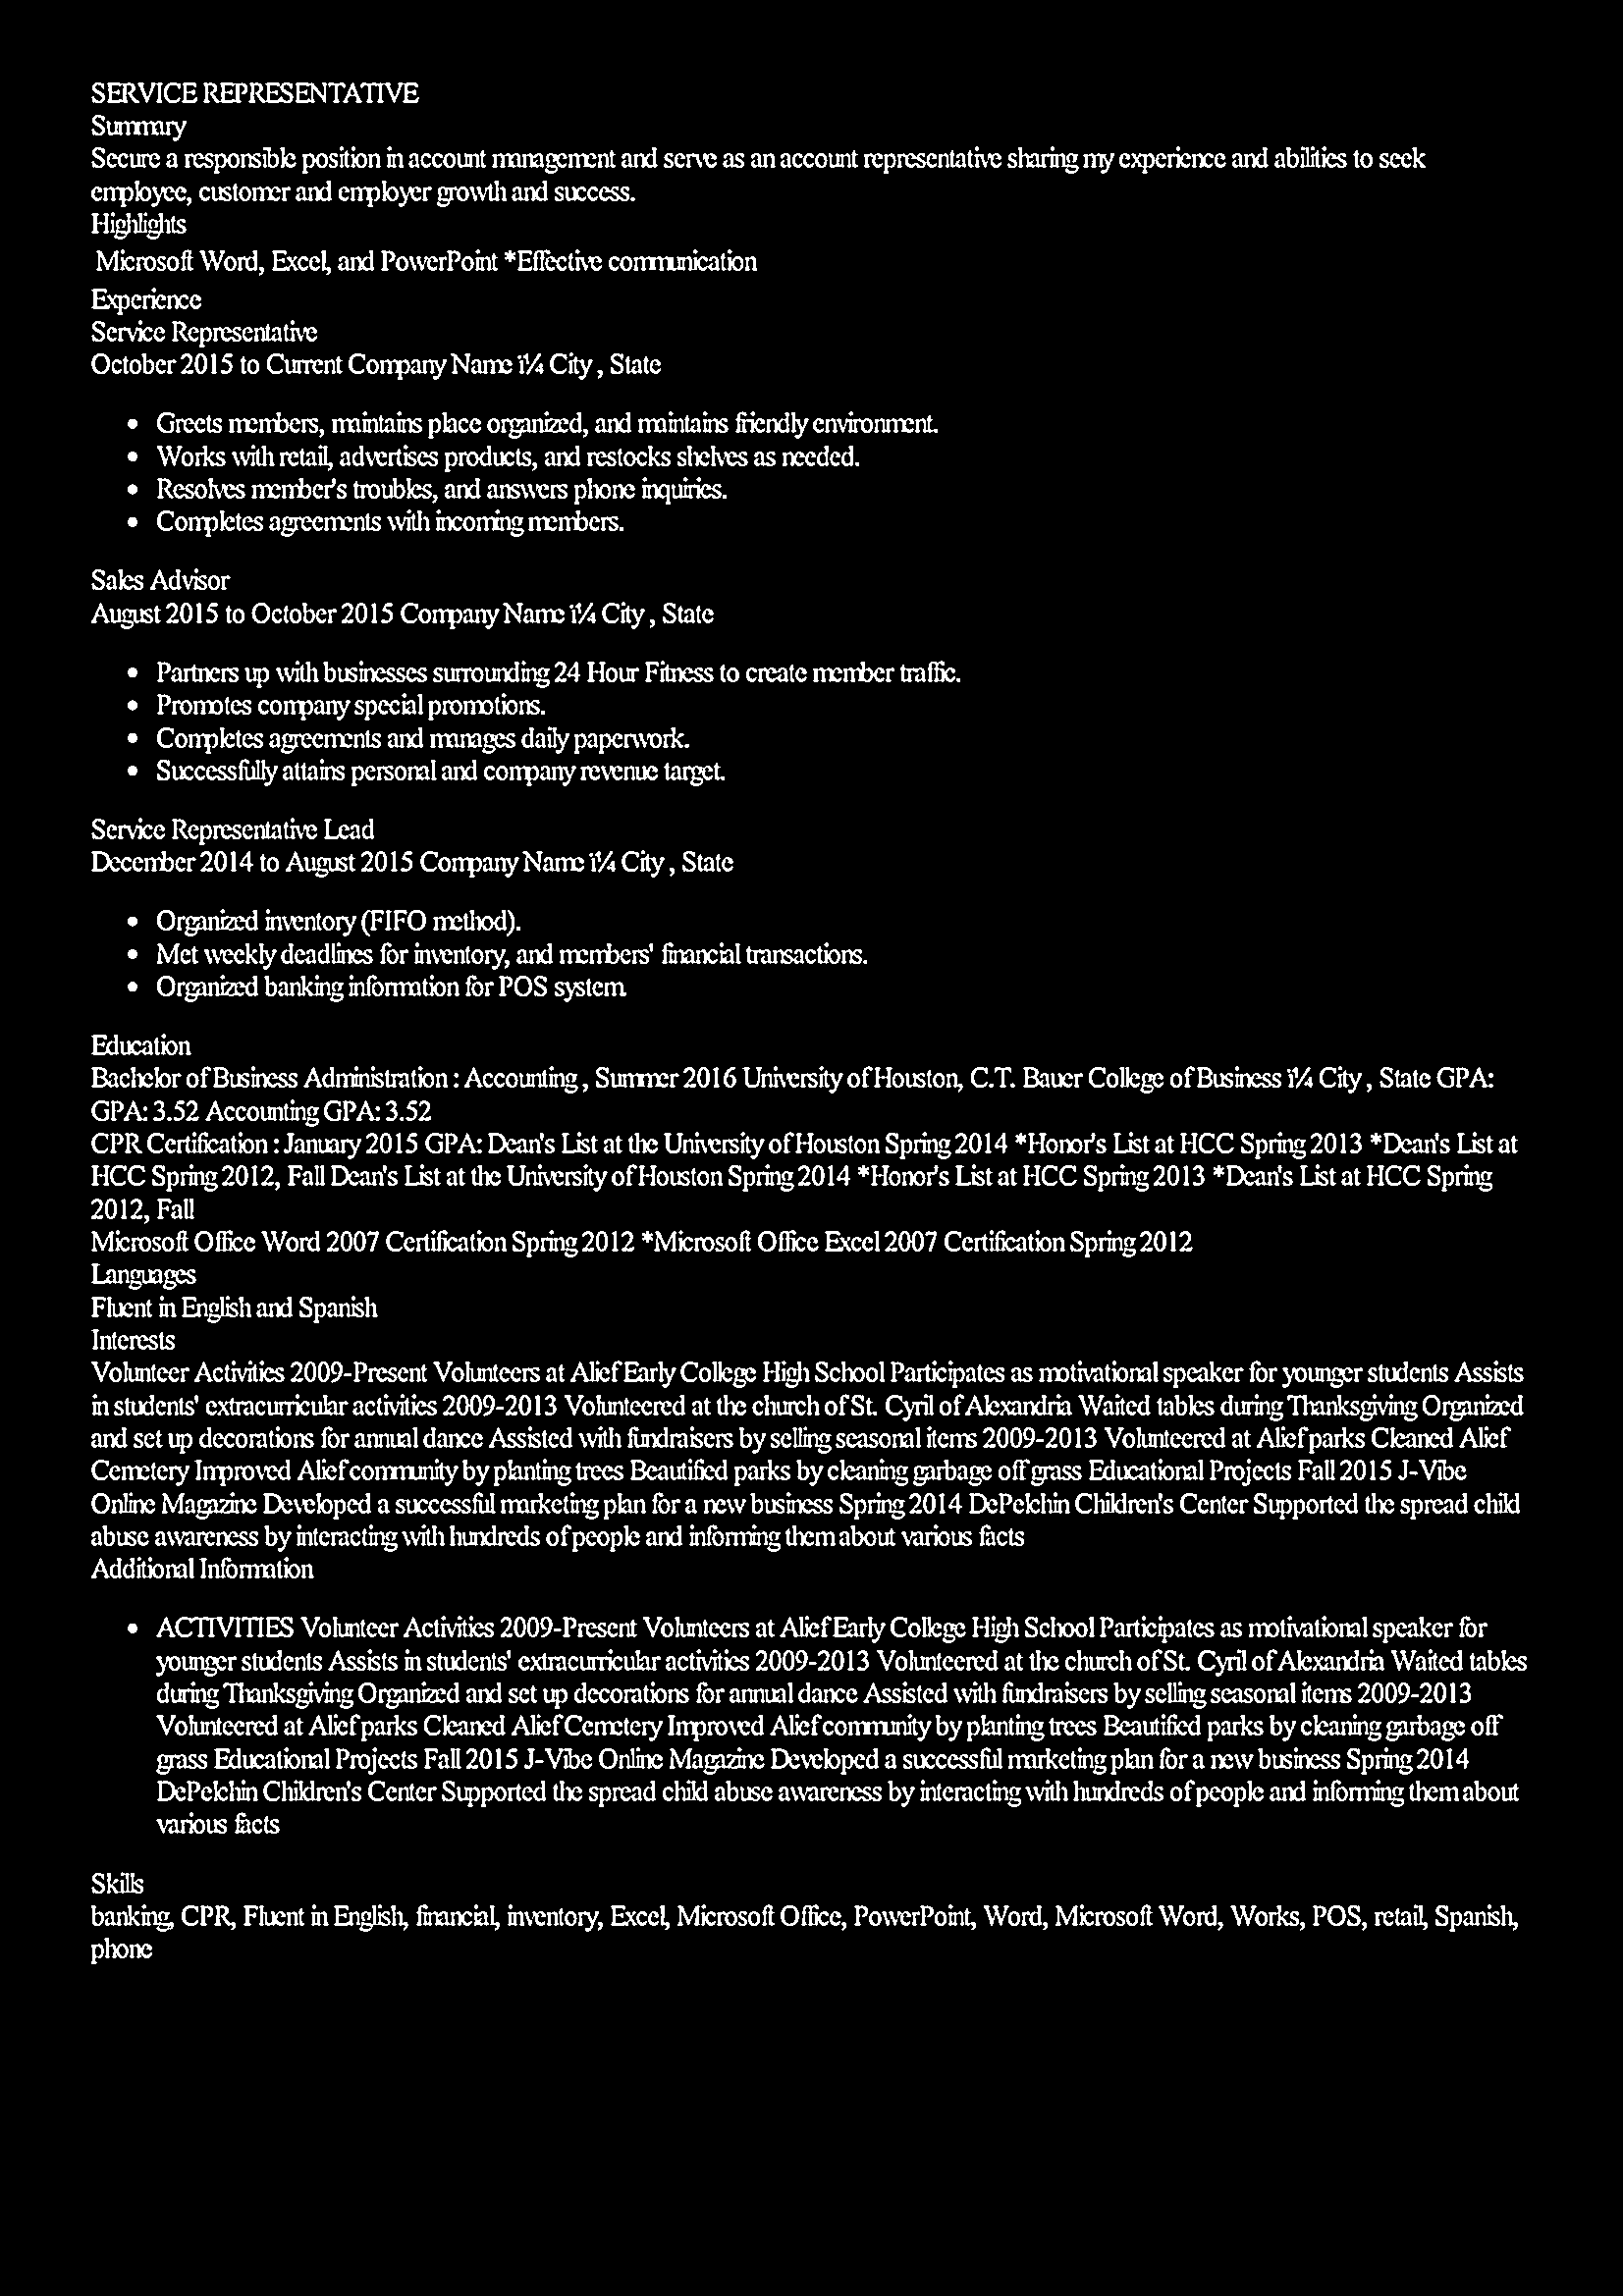 SERVICE REPRESENTATIVE
Summary
Secure a responsible position in account management and serve as an account representative sharing my experience and abilities to seek
employee, customer and employer growth and success.
Highlights
Microsoft Word, Excel, and PowerPoint *Effective communication
Experience
Service Representative
October 2015 to Current Company Name ï¼ City , State
• Greets members, maintains place organized, and maintains friendly environment.
• Works with retail, advertises products, and restocks shelves as needed.
• Resolves member's troubles, and answers phone inquiries.
• Completes agreements with incoming members.
Sales Advisor
August 2015 to October 2015 Company Name ï¼ City , State
• Partners up with businesses surrounding 24 Hour Fitness to create member traffic.
• Promotes company special promotions.
• Completes agreements and manages daily paperwork.
• Successfully attains personal and company revenue target.
Service Representative Lead
December 2014 to August 2015 Company Name ï¼ City , State
• Organized inventory (FIFO method).
• Met weekly deadlines for inventory, and members' financial transactions.
• Organized banking information for POS system.
Education
Bachelor of Business Administration : Accounting , Summer 2016 University of Houston, C.T. Bauer College of Business ï¼ City , State GPA:
GPA: 3.52 Accounting GPA: 3.52
CPR Certification : January 2015 GPA: Dean's List at the University of Houston Spring 2014 *Honor's List at HCC Spring 2013 *Dean's List at
HCC Spring 2012, Fall Dean's List at the University of Houston Spring 2014 *Honor's List at HCC Spring 2013 *Dean's List at HCC Spring
2012, Fall
Microsoft Office Word 2007 Certification Spring 2012 *Microsoft Office Excel 2007 Certification Spring 2012
Languages
Fluent in English and Spanish
Interests
Volunteer Activities 2009-Present Volunteers at Alief Early College High School Participates as motivational speaker for younger students Assists
in students' extracurricular activities 2009-2013 Volunteered at the church of St. Cyril of Alexandria Waited tables during Thanksgiving Organized
and set up decorations for annual dance Assisted with fundraisers by selling seasonal items 2009-2013 Volunteered at Alief parks Cleaned Alief
Cemetery Improved Alief community by planting trees Beautified parks by cleaning garbage off grass Educational Projects Fall 2015 J-Vibe
Online Magazine Developed a successful marketing plan for a new business Spring 2014 DePelchin Children's Center Supported the spread child
abuse awareness by interacting with hundreds of people and informing them about various facts
Additional Information
• ACTIVITIES Volunteer Activities 2009-Present Volunteers at Alief Early College High School Participates as motivational speaker for
younger students Assists in students' extracurricular activities 2009-2013 Volunteered at the church of St. Cyril of Alexandria Waited tables
during Thanksgiving Organized and set up decorations for annual dance Assisted with fundraisers by selling seasonal items 2009-2013
Volunteered at Alief parks Cleaned Alief Cemetery Improved Alief community by planting trees Beautified parks by cleaning garbage off
grass Educational Projects Fall 2015 J-Vibe Online Magazine Developed a successful marketing plan for a new business Spring 2014
DePelchin Children's Center Supported the spread child abuse awareness by interacting with hundreds of people and informing them about
various facts
Skills
banking, CPR, Fluent in English, financial, inventory, Excel, Microsoft Office, PowerPoint, Word, Microsoft Word, Works, POS, retail, Spanish,
phone